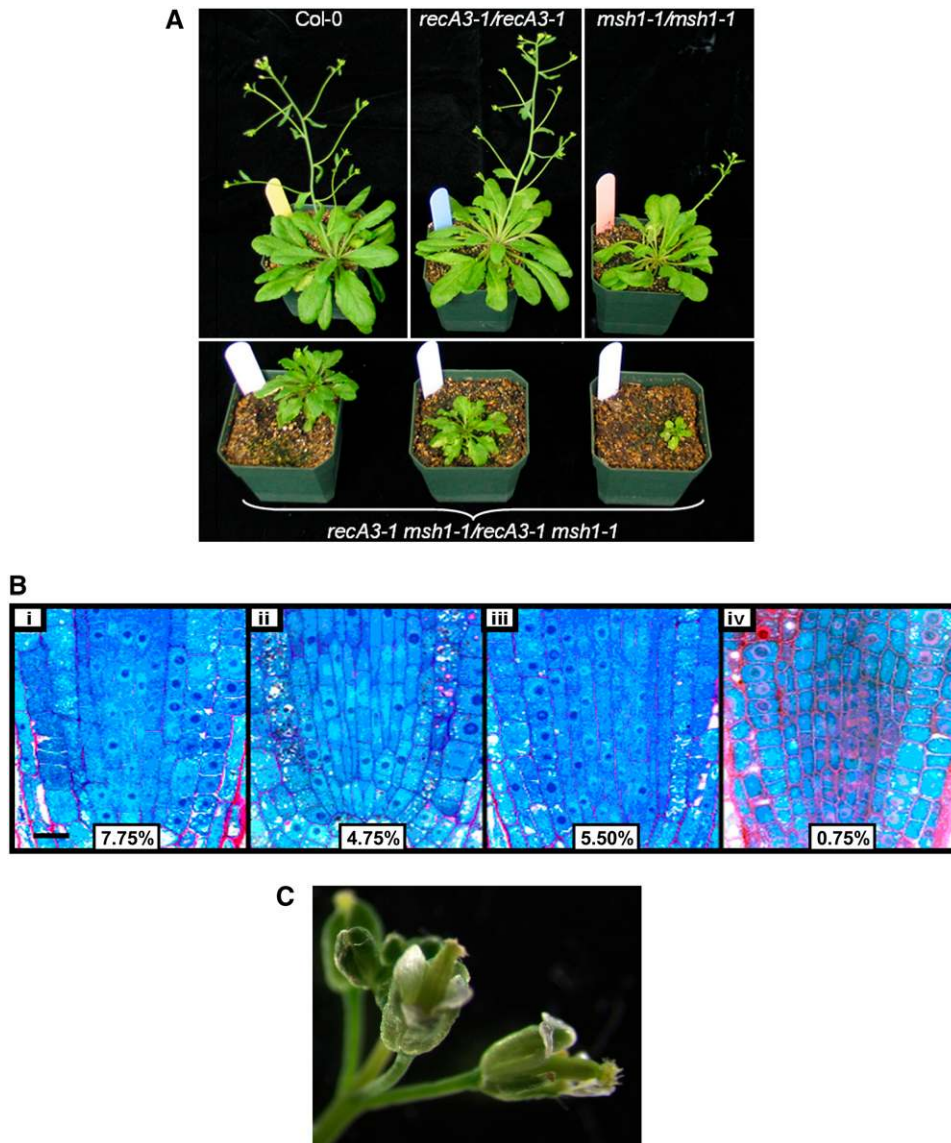 A
Col-0 recA3-1/recA3-1 msh1-1/msh1-1
recA3-1 msh1-1/recA3-1 msh1-1
B
i ii iii iv
7.75% 4.75% 5.50% 0.75%
C